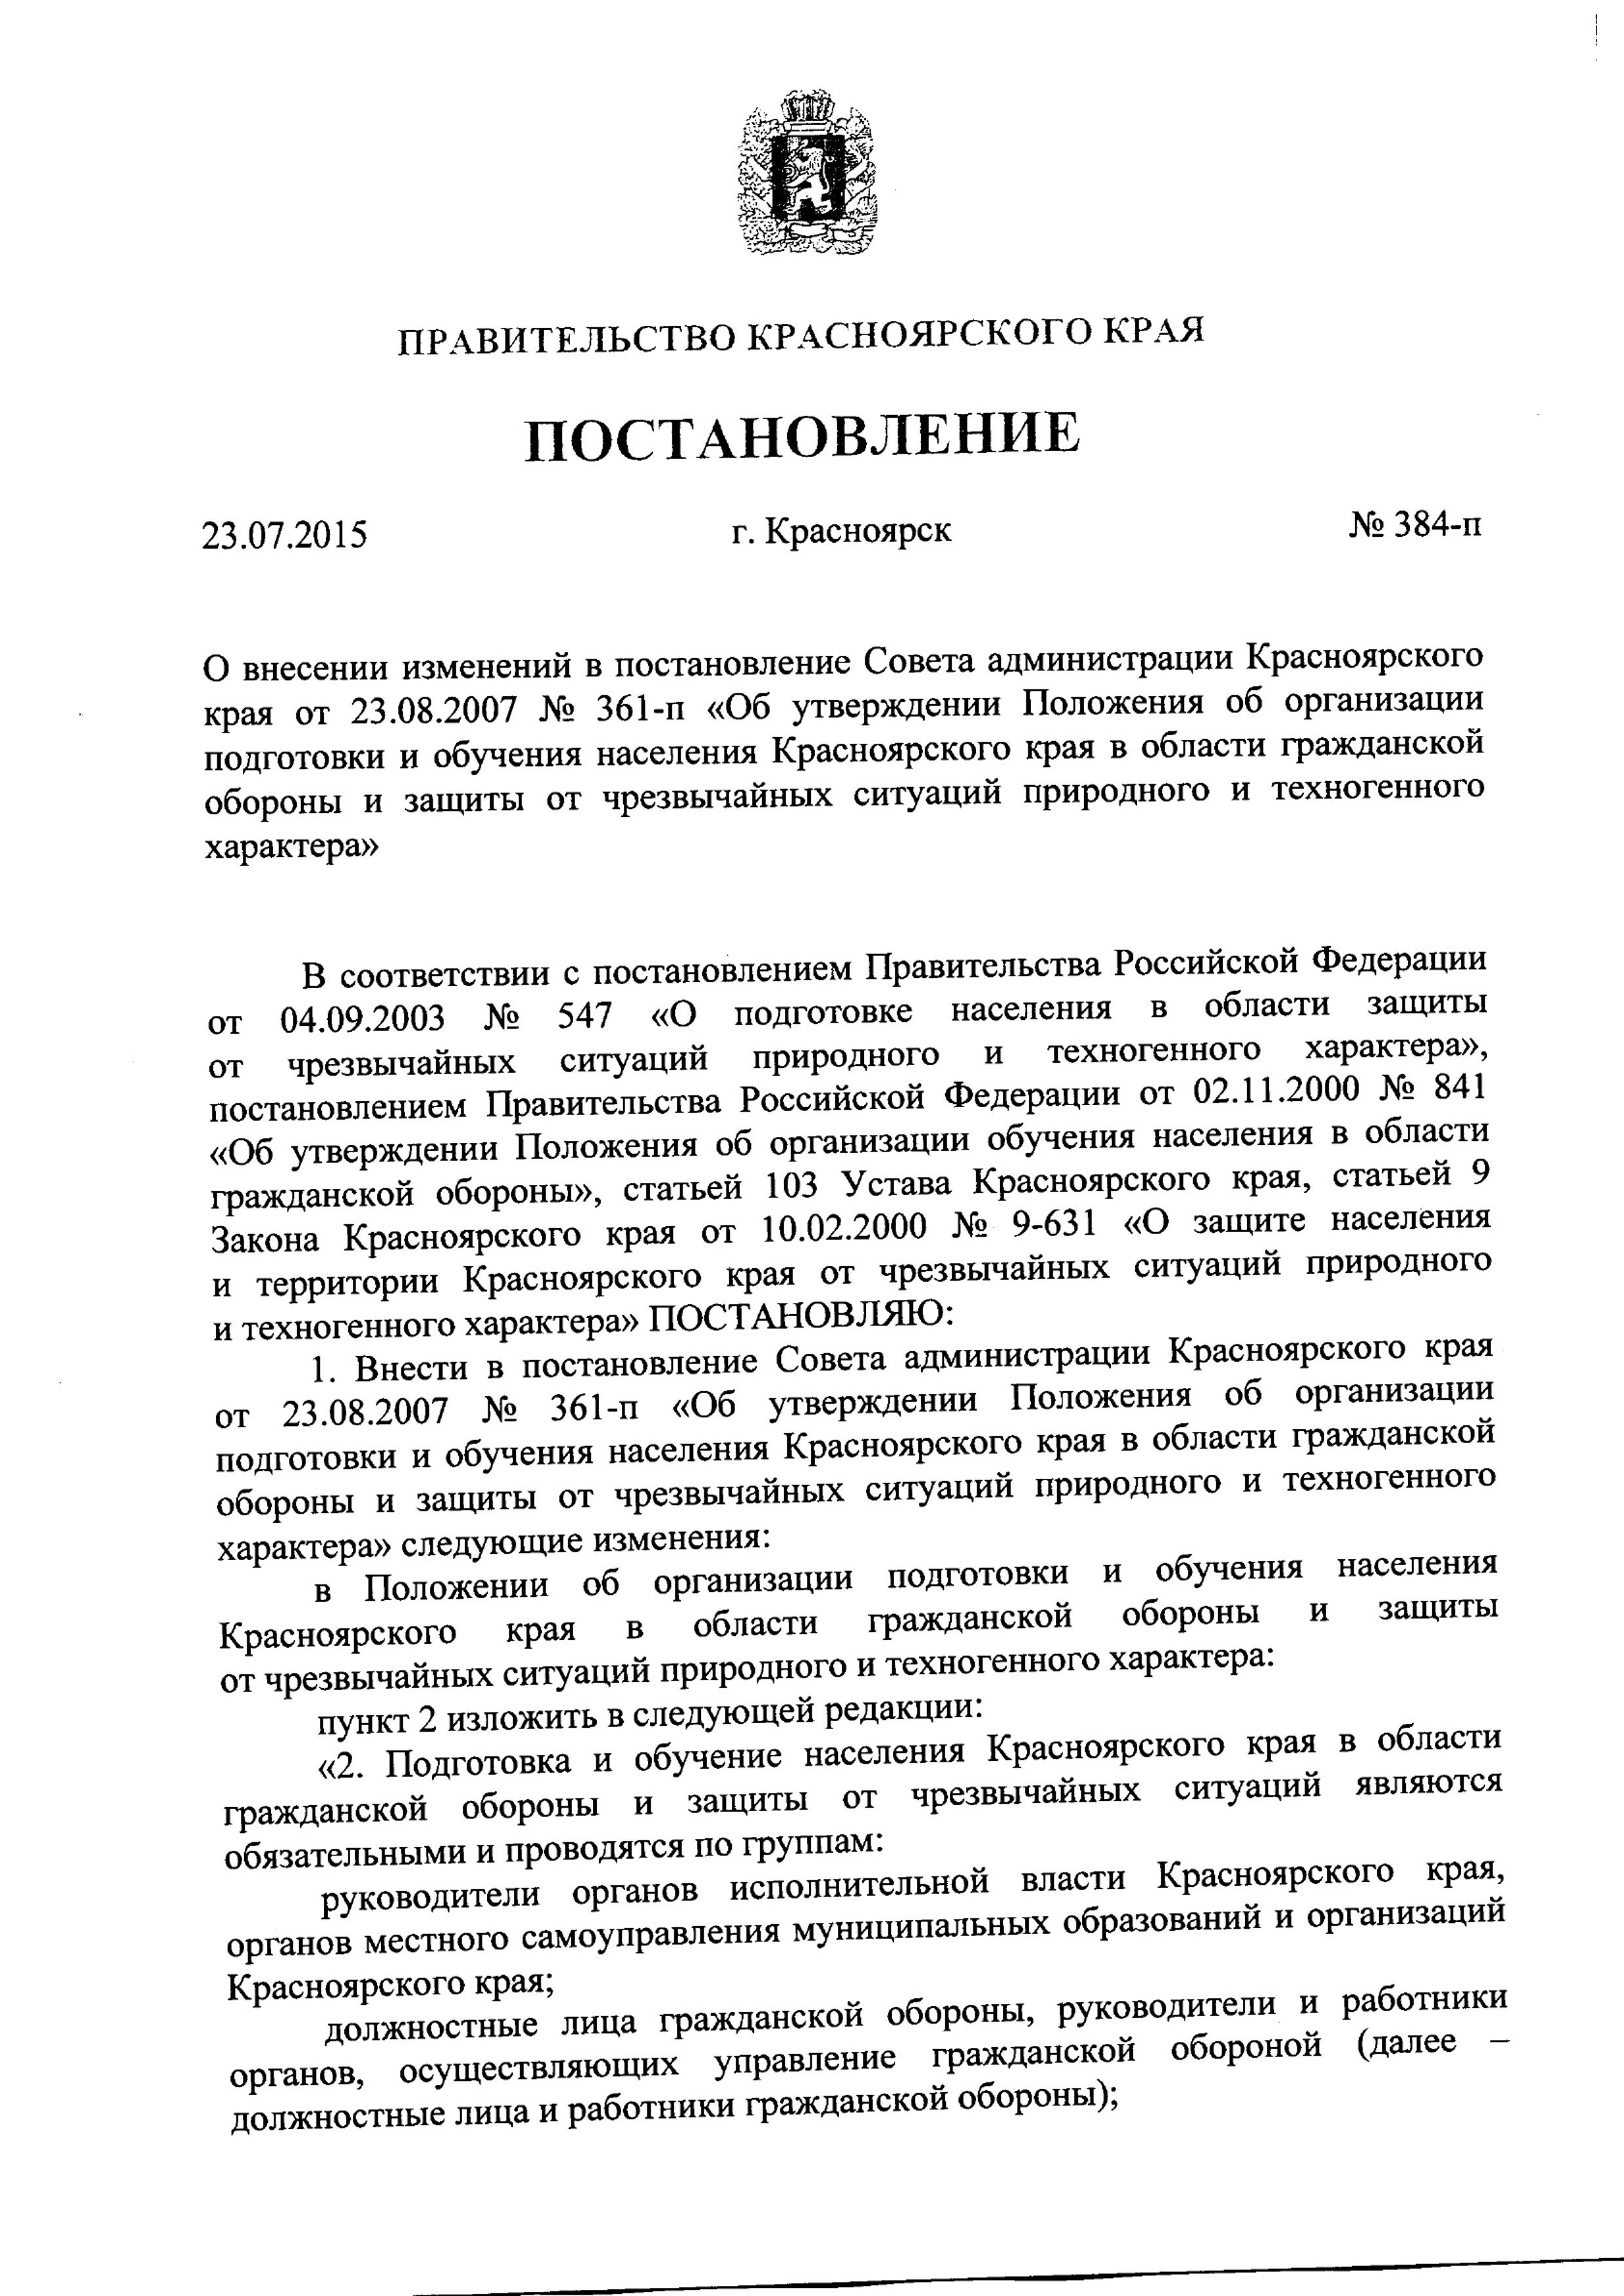 ПРАВИТЕЛЬСТВО КРАСНОЯРСКОГО КРАЯ
ПОСТАНОВЛЕНИЕ
23.07.2015 г. Красноярск № 384-п
О внесении изменений в постановление Совета администрации Красноярского
края от 23.08.2007 № 361-п «Об утверждении Положения об организации
подготовки и обучения населения Красноярского края в области гражданской
обороны и защиты от чрезвычайных ситуаций природного и техногенного
характера»
В соответствии с постановлением Правительства Российской Федерации
от 04.09.2003 № 547 «О подготовке населения в области защиты
от чрезвычайных ситуаций природного и техногенного характера»,
постановлением Правительства Российской Федерации от 02.11.2000 № 841
«Об утверждении Положения об организации обучения населения в области
гражданской обороны», статьей 103 Устава Красноярского края, статьей 9
Закона Красноярского края от 10.02.2000 № 9-631 «О защите населения
и территории Красноярского края от чрезвычайных ситуаций природного
и техногенного характера» ПОСТАНОВЛЯЮ:
1. Внести в постановление Совета администрации Красноярского края
от 23.08.2007 № 361-п «Об утверждении Положения об организации
подготовки и обучения населения Красноярского края в области гражданской
обороны и защиты от чрезвычайных ситуаций природного и техногенного
характера» следующие изменения:
в Положении об организации подготовки и обучения населения
Красноярского края в области гражданской обороны и защиты
от чрезвычайных ситуаций природного и техногенного характера:
пункт 2 изложить в следующей редакции:
«2. Подготовка и обучение населения Красноярского края в области
гражданской обороны и защиты от чрезвычайных ситуаций являются
обязательными и проводятся по группам:
руководители органов исполнительной власти Красноярского края,
органов местного самоуправления муниципальных образований и организаций
Красноярского края;
должностные лица гражданской обороны, руководители и работники
органов, осуществляющих управление гражданской обороной (далее –
должностные лица и работники гражданской обороны);